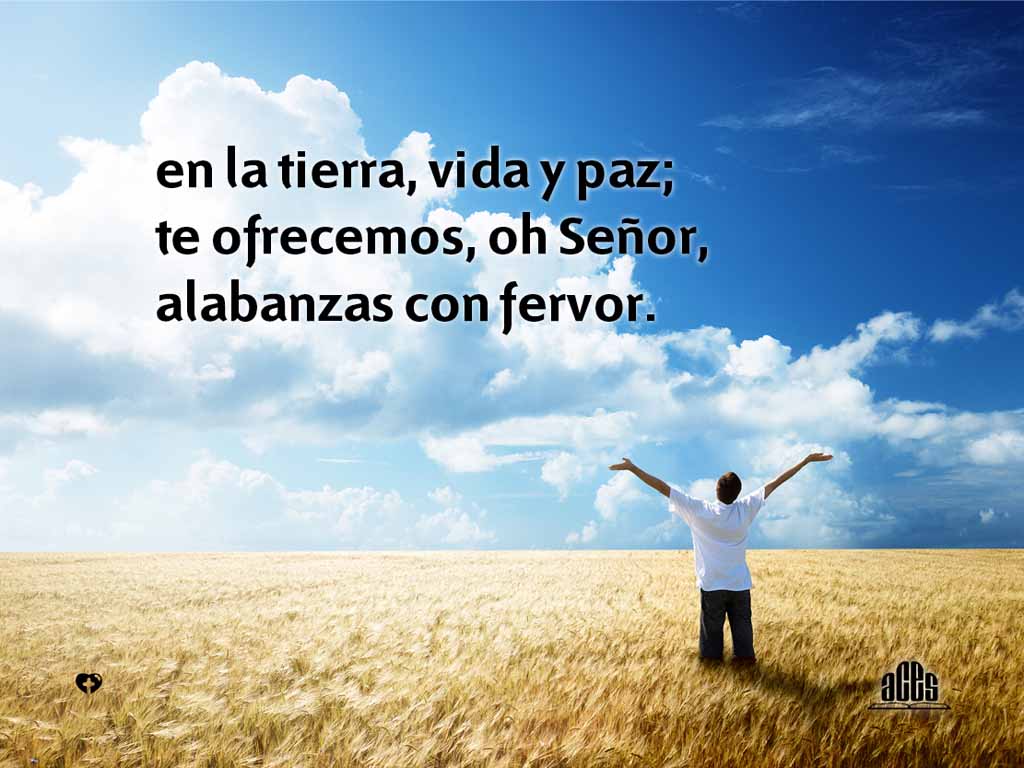 en la tierra, vida y paz;
te ofrecemos, oh Señor,
alabanzas con fervor.
aces